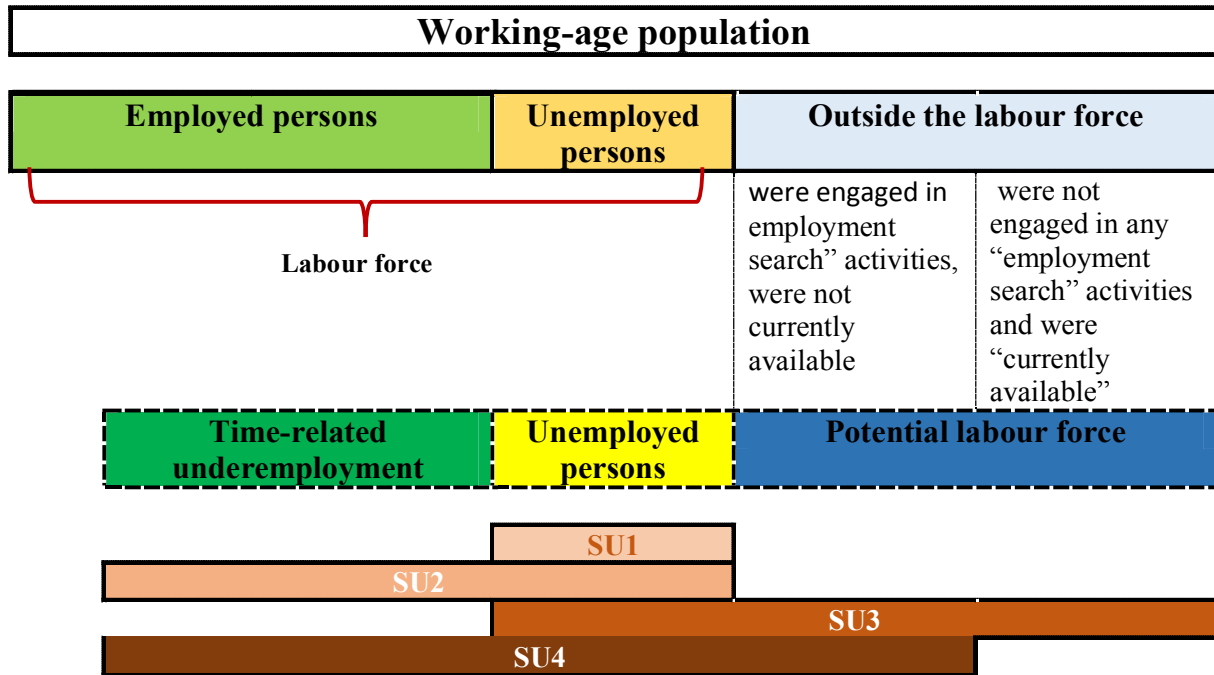 Working-age population
Employed persons
Unemployed
persons
Outside the labour force
Labour force
were engaged in
employment
search” activities,
were not
currently
available
were not
engaged in any
“employment
search” activities
and were
“currently
available”
Time-related
underemployment
Unemployed
persons
Potential labour force
SU1
SU2
SU3
SU4